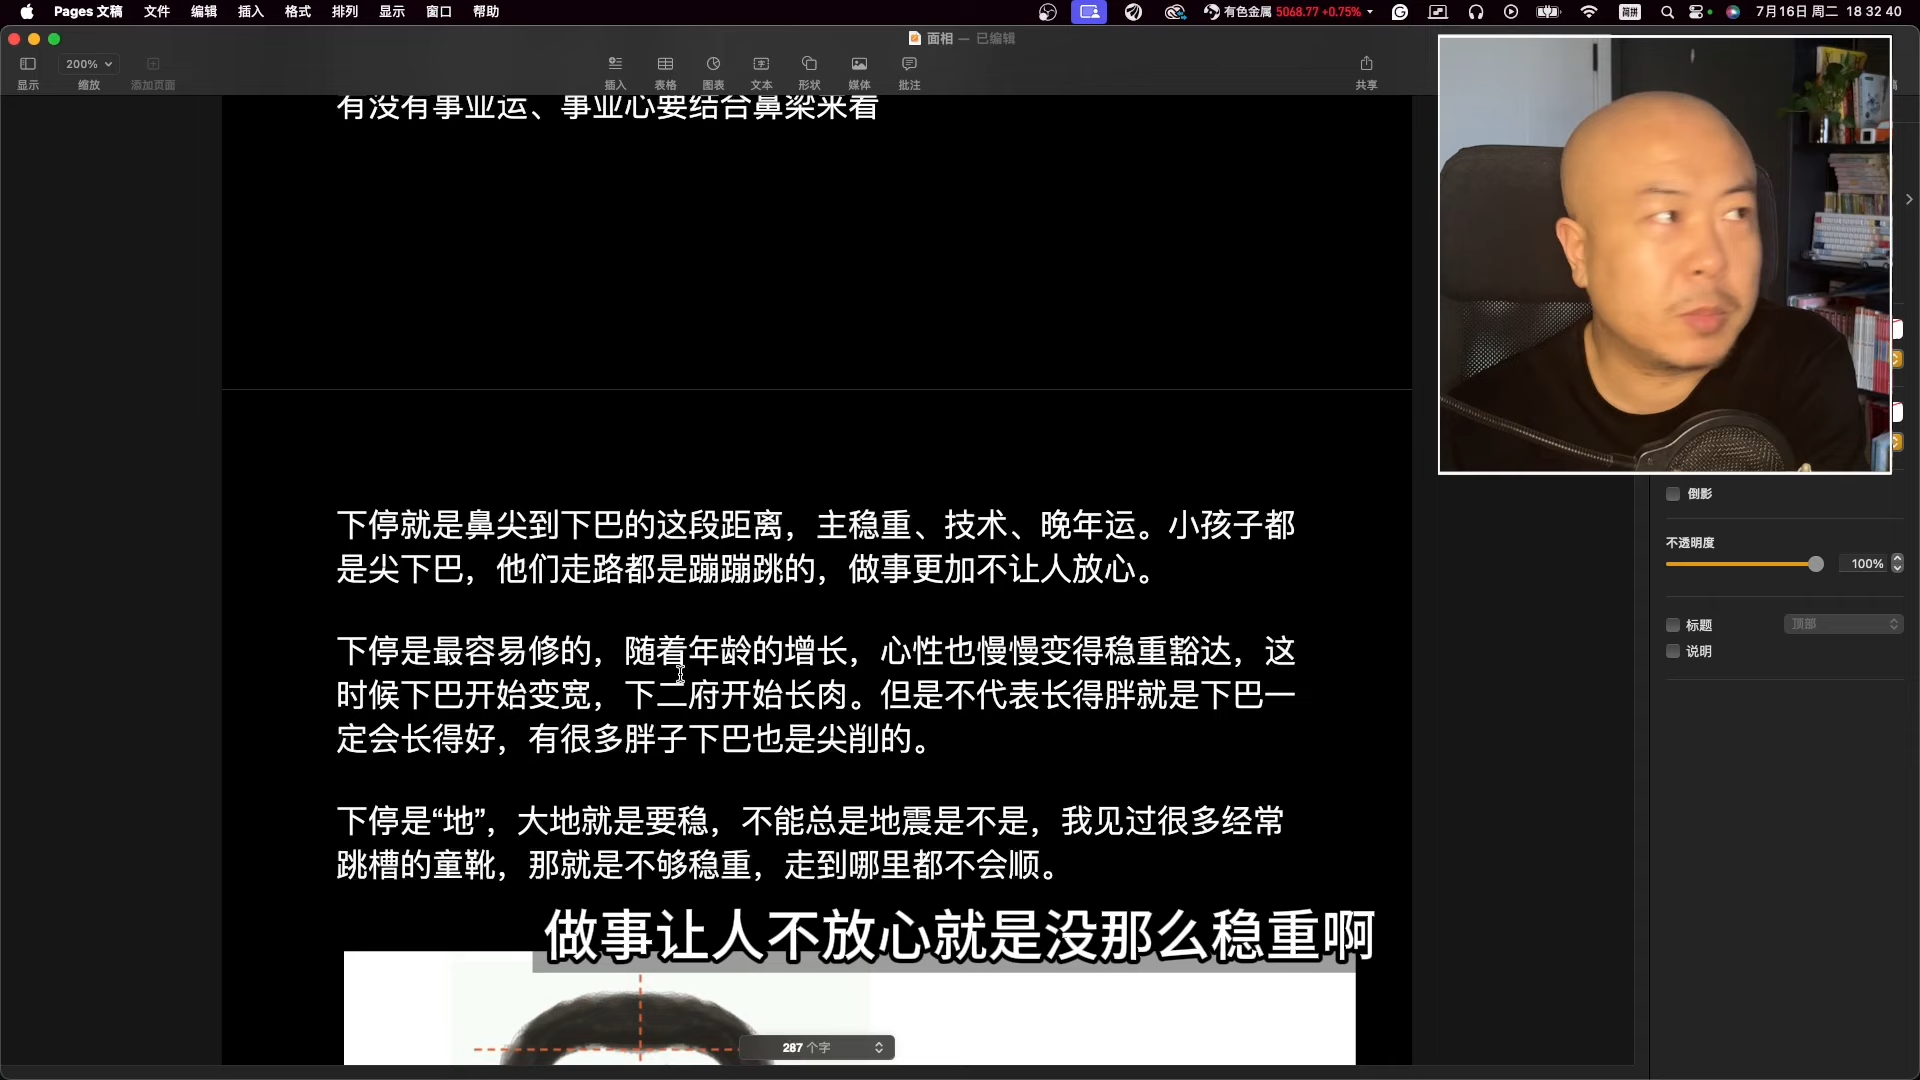 Pages 文稿 文件 编辑 插入 格式 排列 显示 窗口 帮助
有色金属 5068.77 +0.75%
简拼
7月16日 周二 18 32 40
面相 — 已编辑
200%
显示 缩放 添加页面 插入 表格 图表 文本 形状 媒体 批注 共享
有没有事业运、事业心要结合鼻梁来看
下停就是鼻尖到下巴的这段距离，主稳重、技术、晚年运。小孩子都
是尖下巴，他们走路都是蹦蹦跳的，做事更加不让人放心。
下停是最容易修的，随着年龄的增长，心性也慢慢变得稳重豁达，这
时候下巴开始变宽，下二府开始长肉。但是不代表长得胖就是下巴一
定会长得好，有很多胖子下巴也是尖削的。
下停是“地”，大地就是要稳，不能总是地震是不是，我见过很多经常
跳槽的童靴，那就是不够稳重，走到哪里都不会顺。
做事让人不放心就是没那么稳重啊
287 个字
倒影
不透明度
100%
标题 顶部
说明